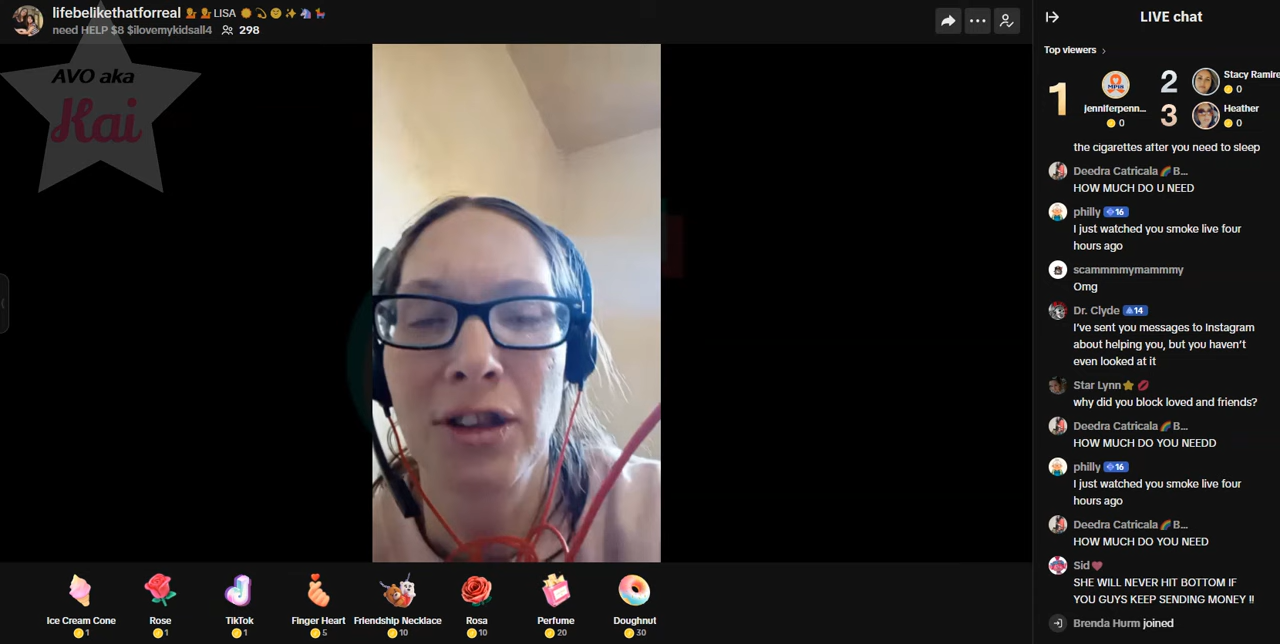 lifebelikethatforreal 💁 💁 LISA 🌞 💫 🌝 ✨ 🦄 🎠
need HELP $8 $ilovemykidsall4 298
AVO aka
Kai
LIVE chat
Top viewers ›
1
jenniferpenn...
0
2
Stacy Ramire
0
3
Heather
0
the cigarettes after you need to sleep
Deedra Catricala🌈B...
HOW MUCH DO U NEED
philly 16
I just watched you smoke live four
hours ago
scammmmymammmy
Omg
Dr. Clyde 14
I've sent you messages to Instagram
about helping you, but you haven't
even looked at it
Star Lynn⭐💋
why did you block loved and friends?
Deedra Catricala🌈B...
HOW MUCH DO YOU NEEDD
philly 16
I just watched you smoke live four
hours ago
Deedra Catricala🌈B...
HOW MUCH DO YOU NEED
Sid💗
SHE WILL NEVER HIT BOTTOM IF
YOU GUYS KEEP SENDING MONEY !!
Brenda Hurm joined
Ice Cream Cone
1
Rose
1
TikTok
1
Finger Heart
5
Friendship Necklace
10
Rosa
10
Perfume
20
Doughnut
30